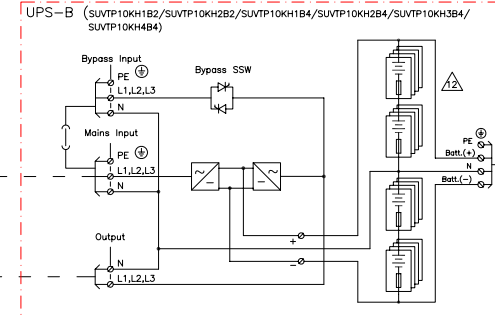 UPS-B (SUVTP10KH1B2/SUVTP10KH2B2/SUVTP10KH1B4/SUVTP10KH2B4/SUVTP10KH3B4/
SUVTP10KH4B4)
Bypass Input
PE
L1,L2,L3
N
Bypass SSW
Mains Input
PE
L1,L2,L3
N
Output
N
L1,L2,L3
+
−
12
PE
Batt.(+)
N
Batt.(−)